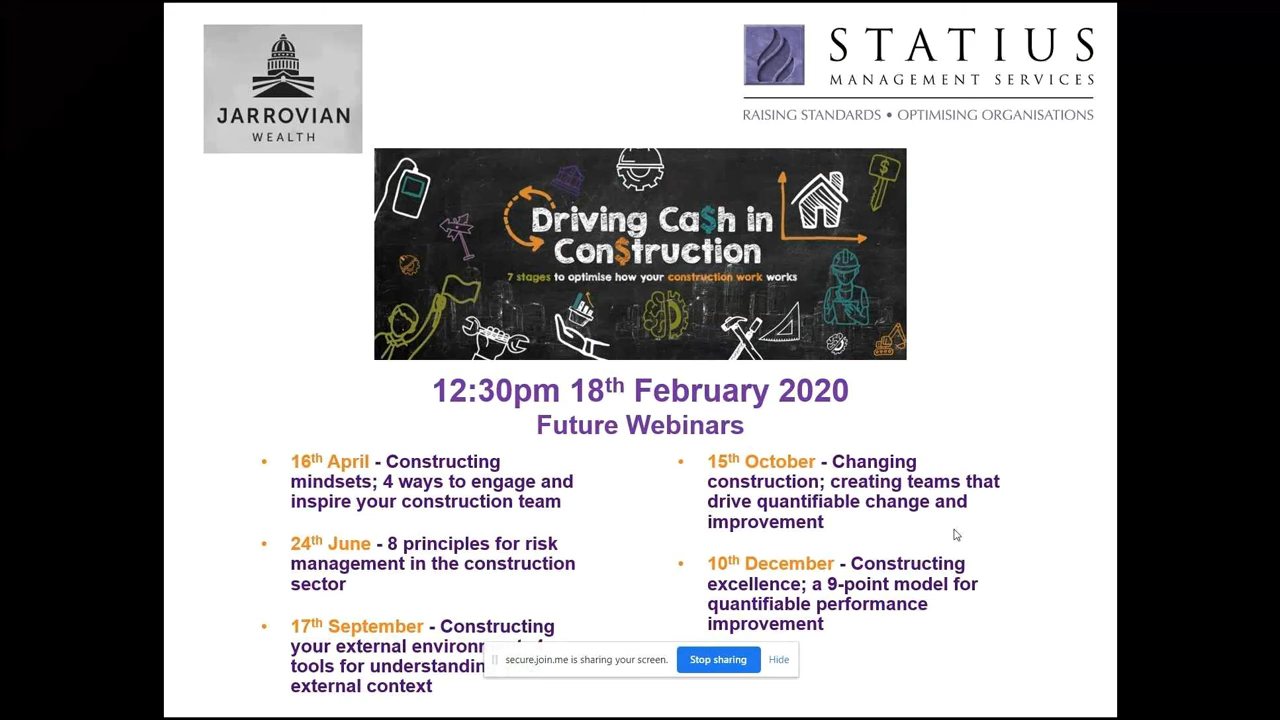 JARROVIAN
WEALTH
STATIUS
MANAGEMENT SERVICES
RAISING STANDARDS • OPTIMISING ORGANISATIONS
Driving Ca$h in
Con$truction
7 stages to optimise how your construction work works
12:30pm 18th February 2020
Future Webinars
• 16th April - Constructing
mindsets; 4 ways to engage and
inspire your construction team
• 24th June - 8 principles for risk
management in the construction
sector
• 17th September - Constructing
your external
tools for
external context
• 15th October - Changing
construction; creating teams that
drive quantifiable change and
improvement
• 10th December - Constructing
excellence; a 9-point model for
quantifiable performance
improvement
secure.join.me is sharing your screen.
Stop sharing
Hide